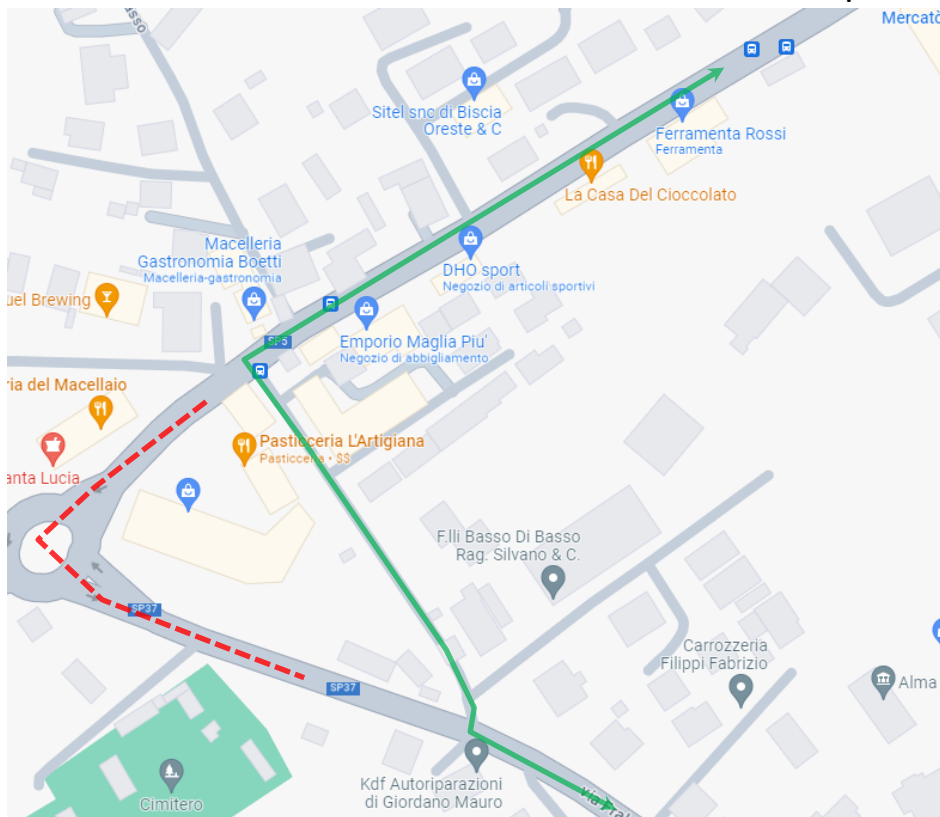 Mercatò
Sitel snc di Biscia
Oreste & C
Ferramenta Rossi
Ferramenta
La Casa Del Cioccolato
Macelleria
Gastronomia Boetti
Macelleria-gastronomia
DHO sport
Negozio di articoli sportivi
uel Brewing
SP5
Emporio Maglia Piu'
Negozio di abbigliamento
ria del Macellaio
Pasticceria L'Artigiana
Pasticceria • $$
anta Lucia
F.lli Basso Di Basso
Rag. Silvano & C.
SP37
Carrozzeria
Filippi Fabrizio
SP37
Alma
Kdf Autoriparazioni
di Giordano Mauro
Via
Cimitero